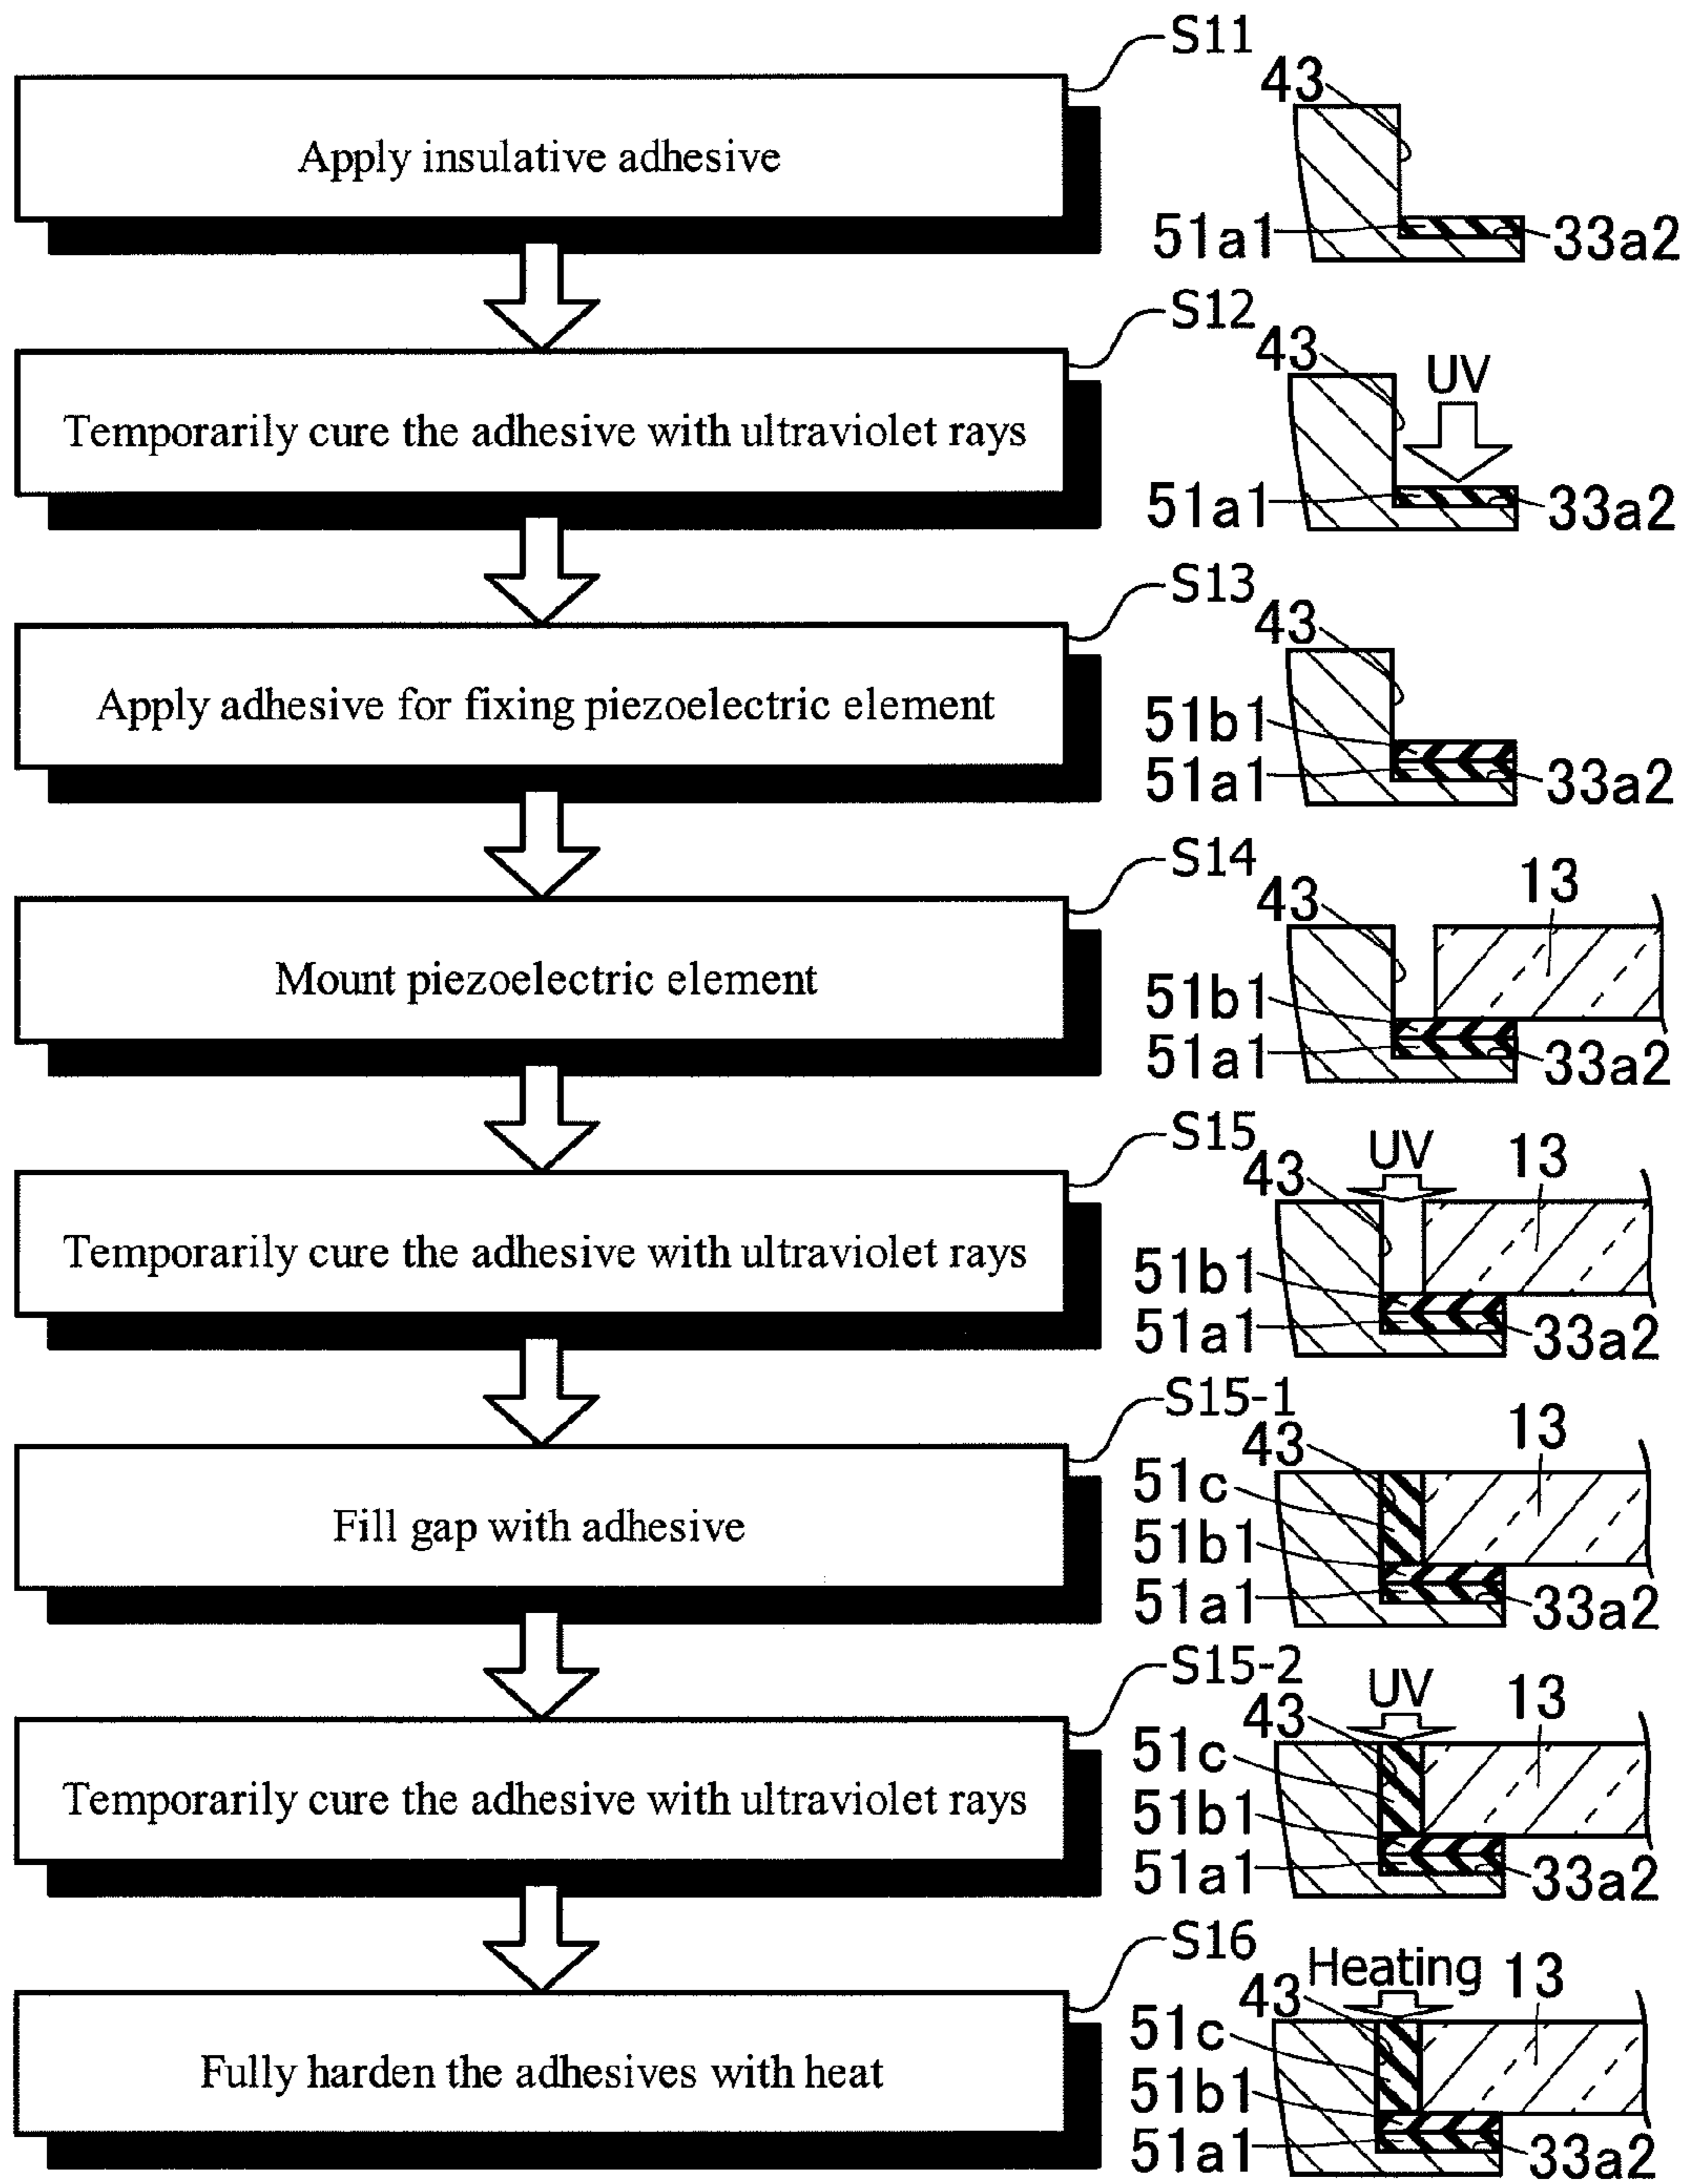 S11
43
Apply insulative adhesive
51a1
33a2
S12
43
UV
Temporarily cure the adhesive with ultraviolet rays
51a1
33a2
S13
43
Apply adhesive for fixing piezoelectric element
51b1
51a1
33a2
S14
43
13
Mount piezoelectric element
51b1
51a1
33a2
S15
43
UV
13
Temporarily cure the adhesive with ultraviolet rays
51b1
51a1
33a2
S15-1
43
13
51c
Fill gap with adhesive
51b1
51a1
33a2
S15-2
43
UV
13
51c
Temporarily cure the adhesive with ultraviolet rays
51b1
51a1
33a2
S16
43
Heating
13
51c
Fully harden the adhesives with heat
51b1
51a1
33a2